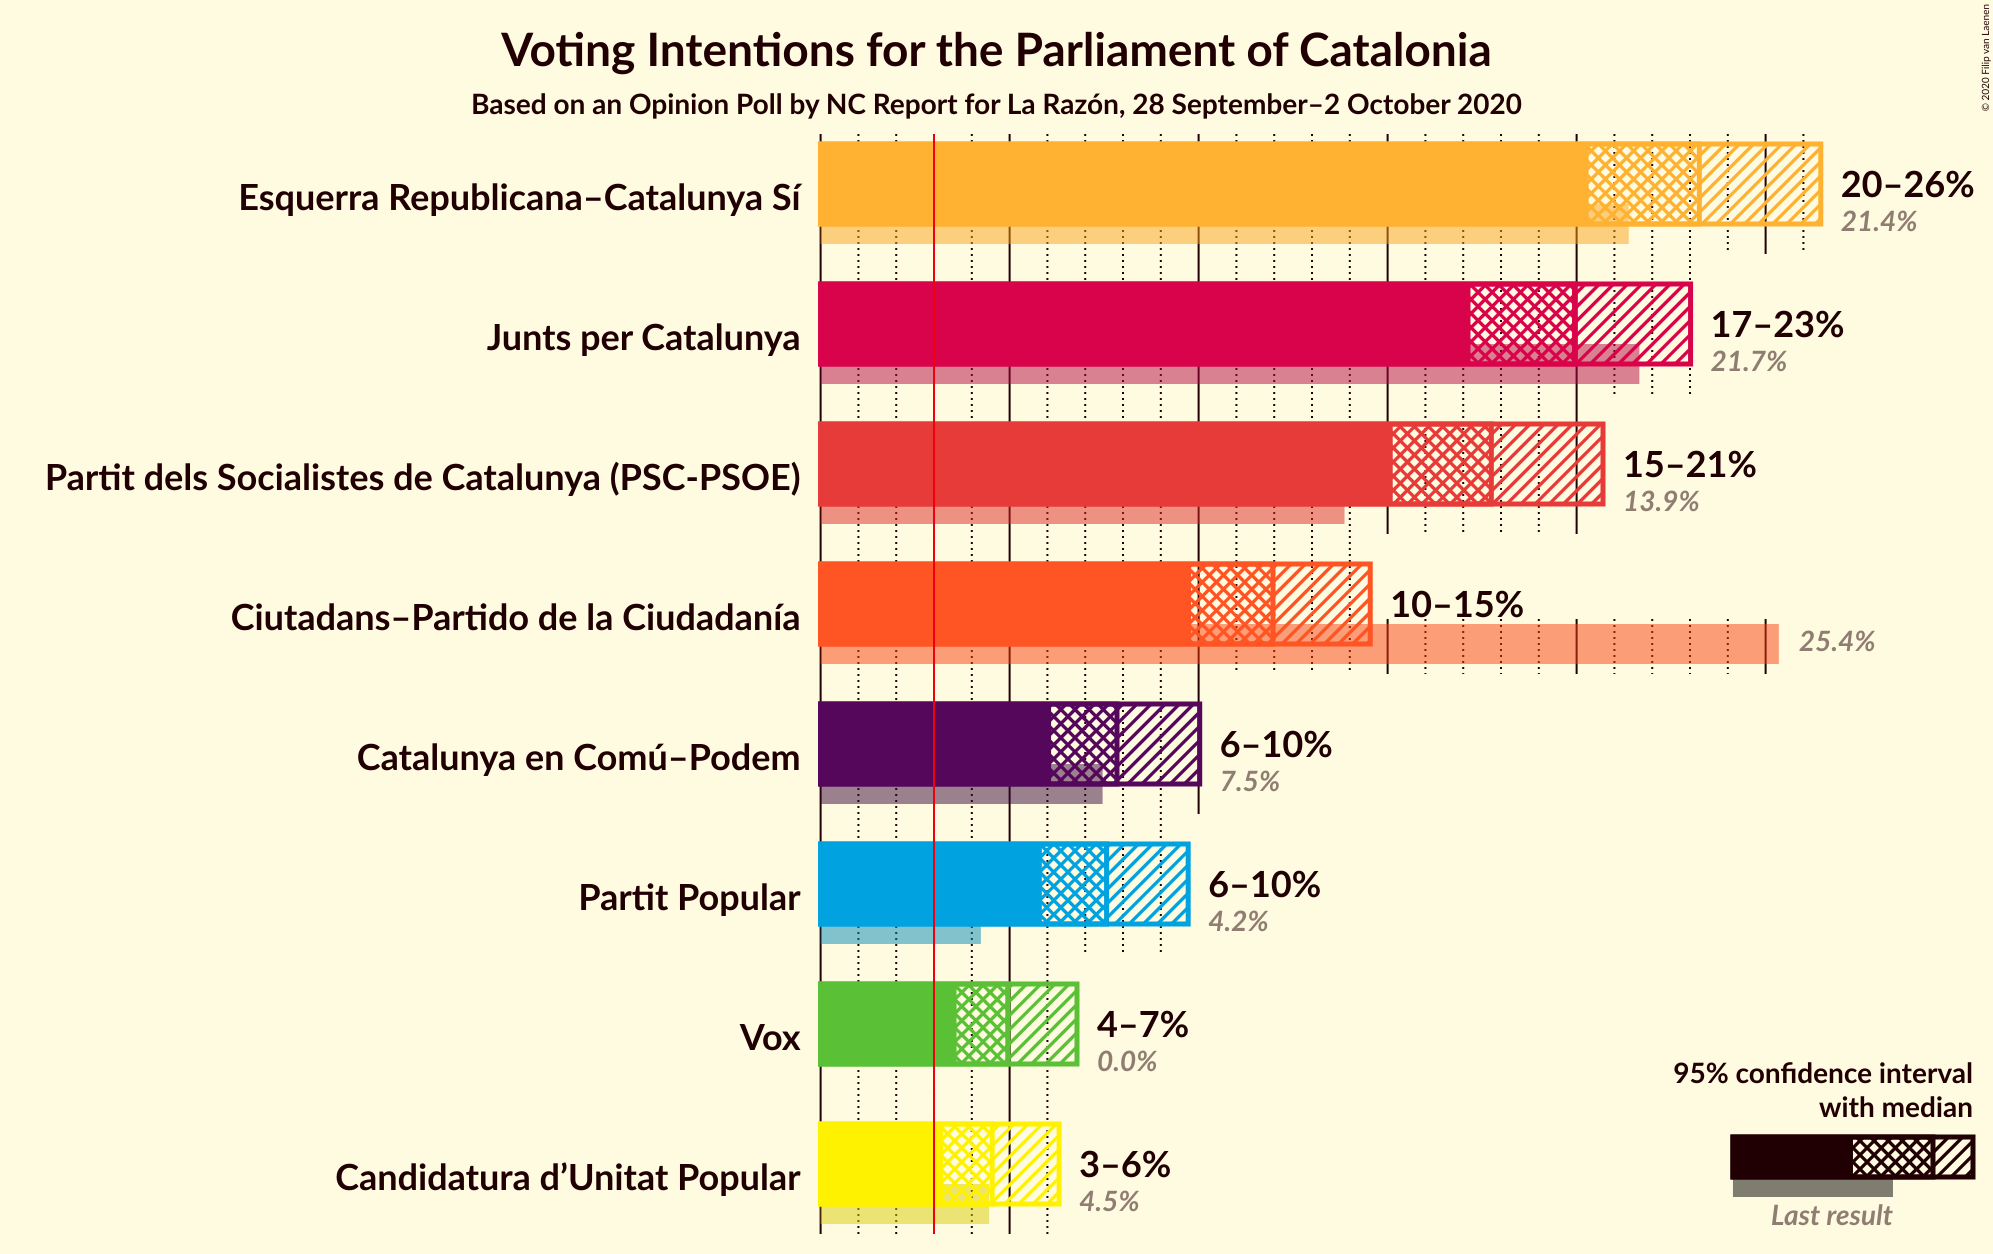 Voting Intentions for the Parliament of Catalonia
Based on an Opinion Poll by NC Report for La Razón, 28 September–2 October 2020
© 2020 Filip van Laenen
Esquerra Republicana–Catalunya Sí
20–26%
21.4%
Junts per Catalunya
17–23%
21.7%
Partit dels Socialistes de Catalunya (PSC-PSOE)
15–21%
13.9%
Ciutadans–Partido de la Ciudadanía
10–15%
25.4%
Catalunya en Comú–Podem
6–10%
7.5%
Partit Popular
6–10%
4.2%
Vox
4–7%
0.0%
Candidatura d’Unitat Popular
3–6%
4.5%
95% confidence interval
with median
Last result